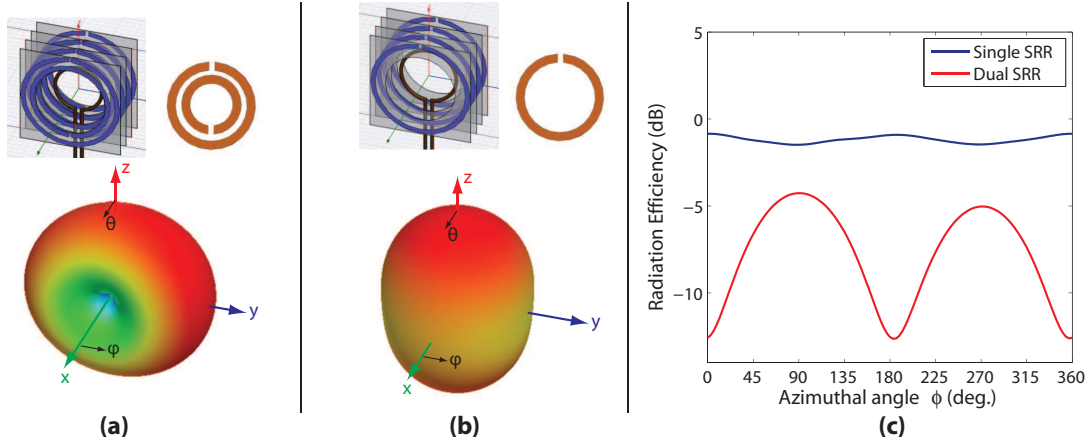 z
θ
y
φ
x
(a)
z
θ
y
φ
x
(b)
5
0
−5
−10
Radiation Efficiency (dB)
Single SRR
Dual SRR
0 45 90 135 180 225 270 315 360
Azimuthal angle ϕ (deg.)
(c)